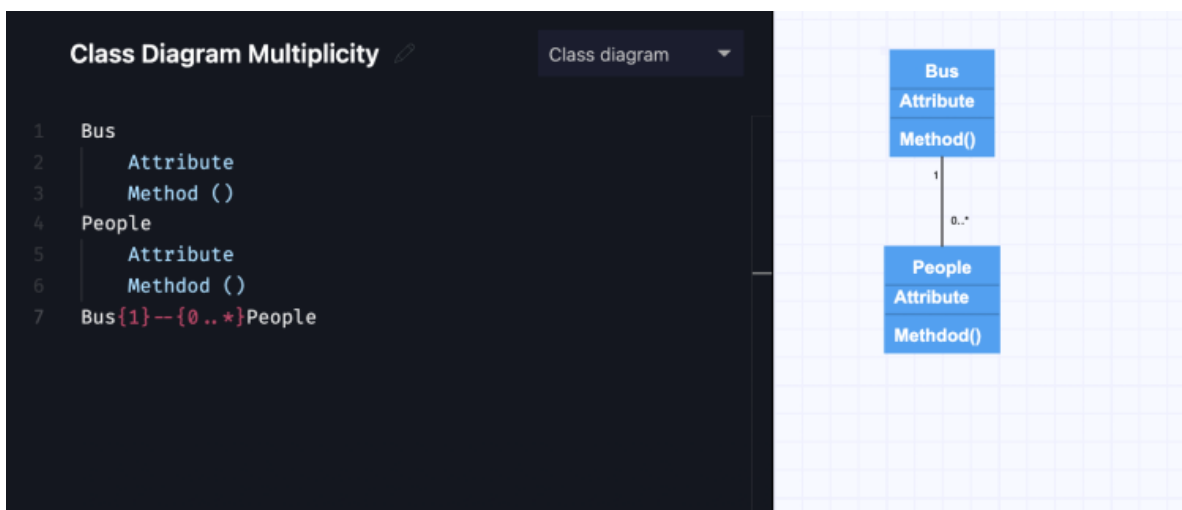 Class Diagram Multiplicity
Class diagram
1 Bus
2 Attribute
3 Method ()
4 People
5 Attribute
6 Methdod ()
7 Bus{1}--{0..*}People
Bus
Attribute
Method()
1
0..*
People
Attribute
Methdod()